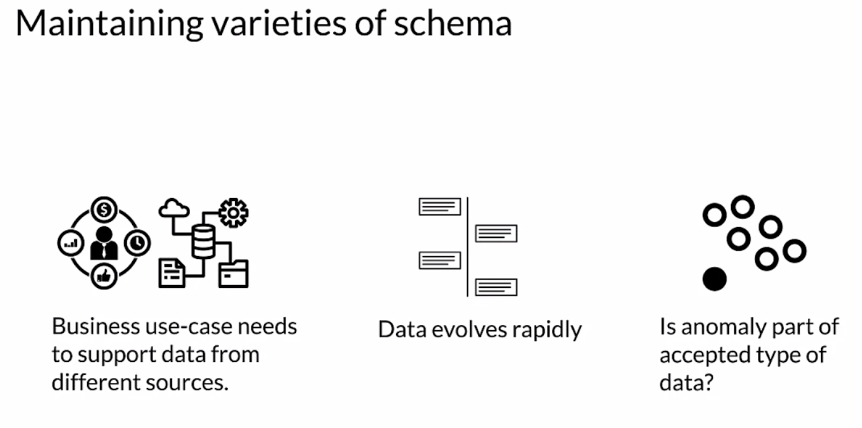 Maintaining varieties of schema
Business use-case needs
to support data from
different sources.
Data evolves rapidly
Is anomaly part of
accepted type of
data?